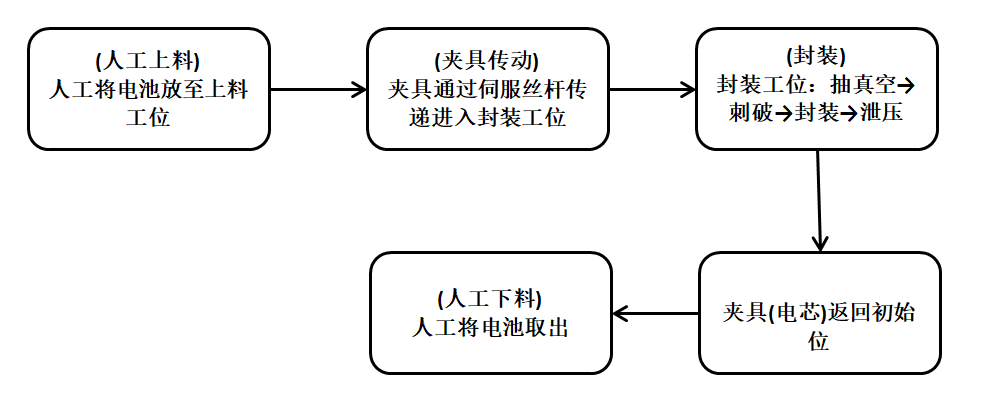 (人工上料)
人工将电池放至上料
工位
(夹具传动)
夹具通过伺服丝杆传
递进入封装工位
(封装)
封装工位：抽真空→
刺破→封装→泄压
夹具(电芯)返回初始
位
(人工下料)
人工将电池取出